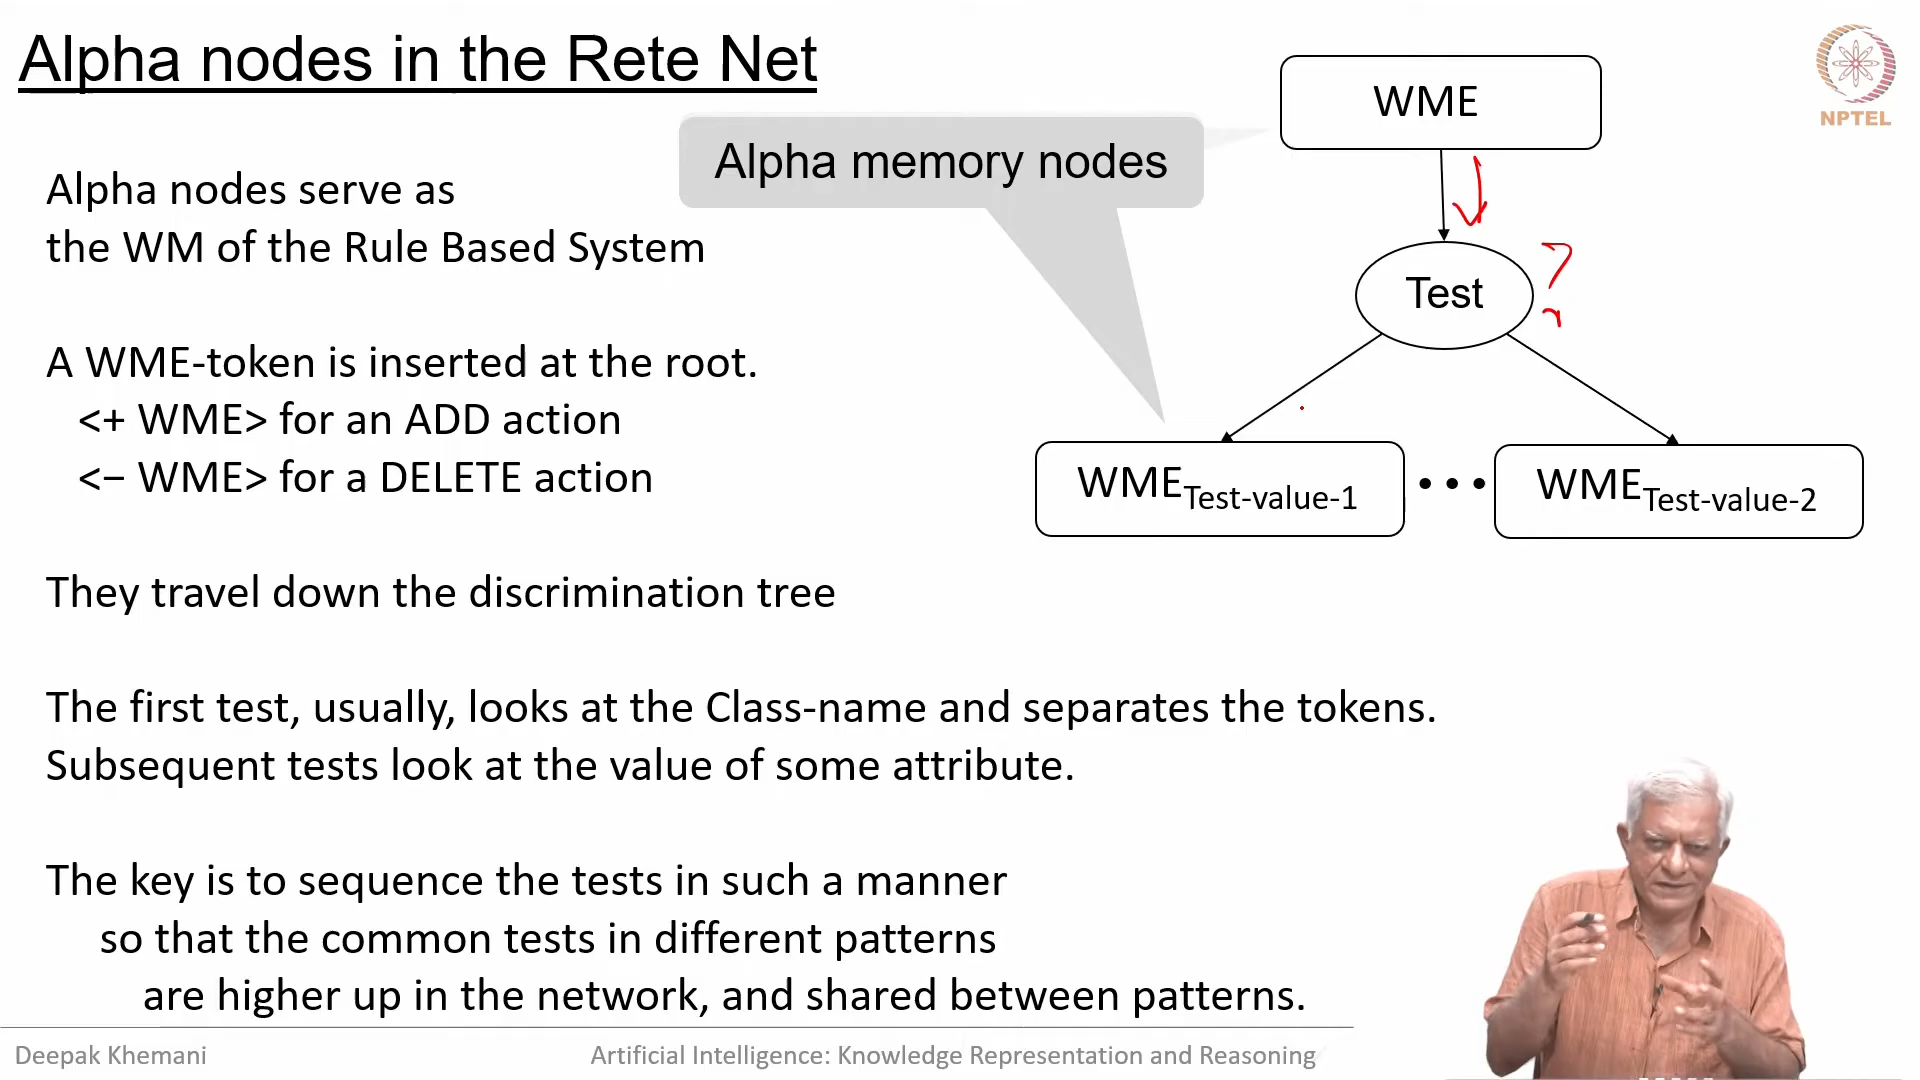 Alpha nodes in the Rete Net
WME
NPTEL
Alpha memory nodes
Alpha nodes serve as
the WM of the Rule Based System
Test
A WME-token is inserted at the root.
<+ WME> for an ADD action
<− WME> for a DELETE action
WME Test-value-1
• • •
WME Test-value-2
They travel down the discrimination tree
The first test, usually, looks at the Class-name and separates the tokens.
Subsequent tests look at the value of some attribute.
The key is to sequence the tests in such a manner
so that the common tests in different patterns
are higher up in the network, and shared between patterns.
Deepak Khemani
Artificial Intelligence: Knowledge Representation and Reasoning